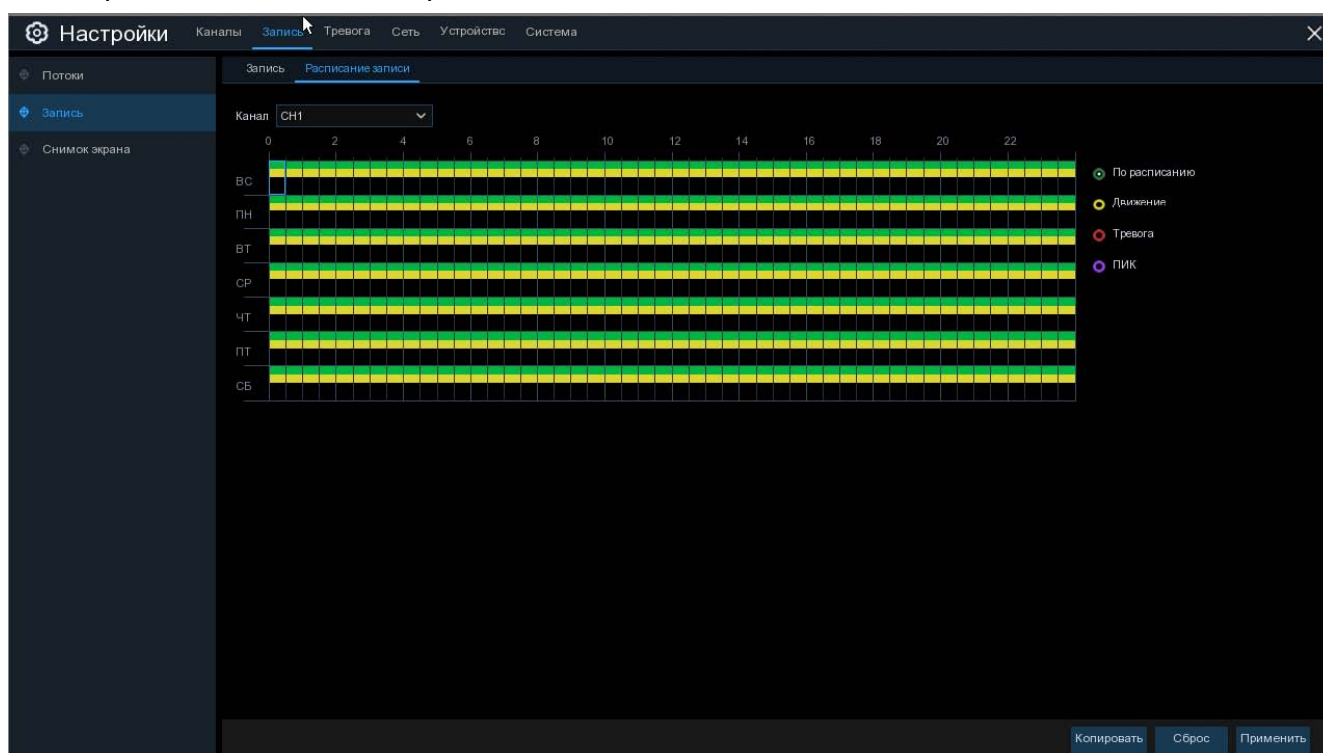 Настройки Каналы Запись Тревога Сеть Устройствс Система
Потоки
Запись
Снимок экрана
Запись Расписание записи
Канал CH1
0 2 4 6 8 10 12 14 16 18 20 22
ВС
ПН
ВТ
СР
ЧТ
ПТ
СБ
По расписанию
Движение
Тревога
ПИК
Копировать Сброс Применить